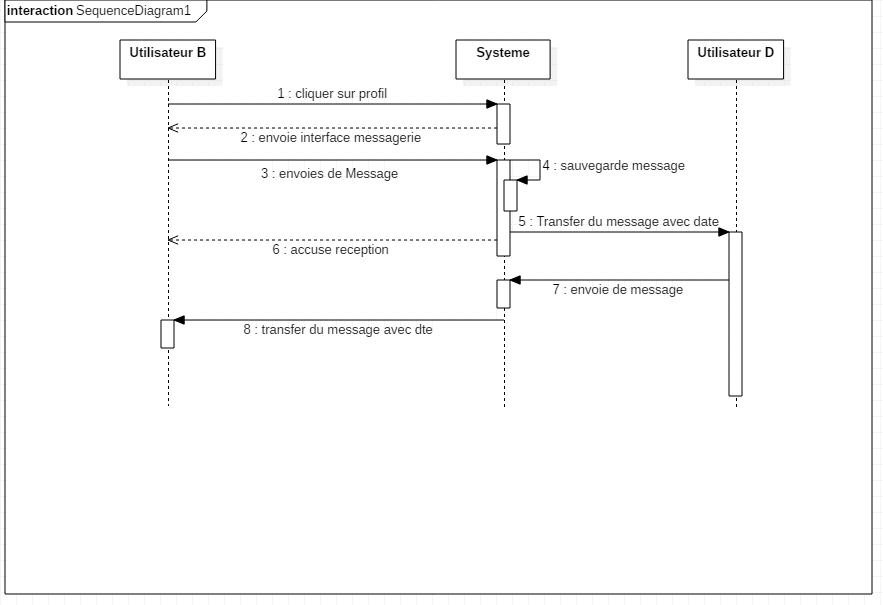 interaction SequenceDiagram1
Utilisateur B
Systeme
Utilisateur D
1 : cliquer sur profil
2 : envoie interface messagerie
3 : envoies de Message
4 : sauvegarde message
5 : Transfer du message avec date
6 : accuse reception
7 : envoie de message
8 : transfer du message avec dte